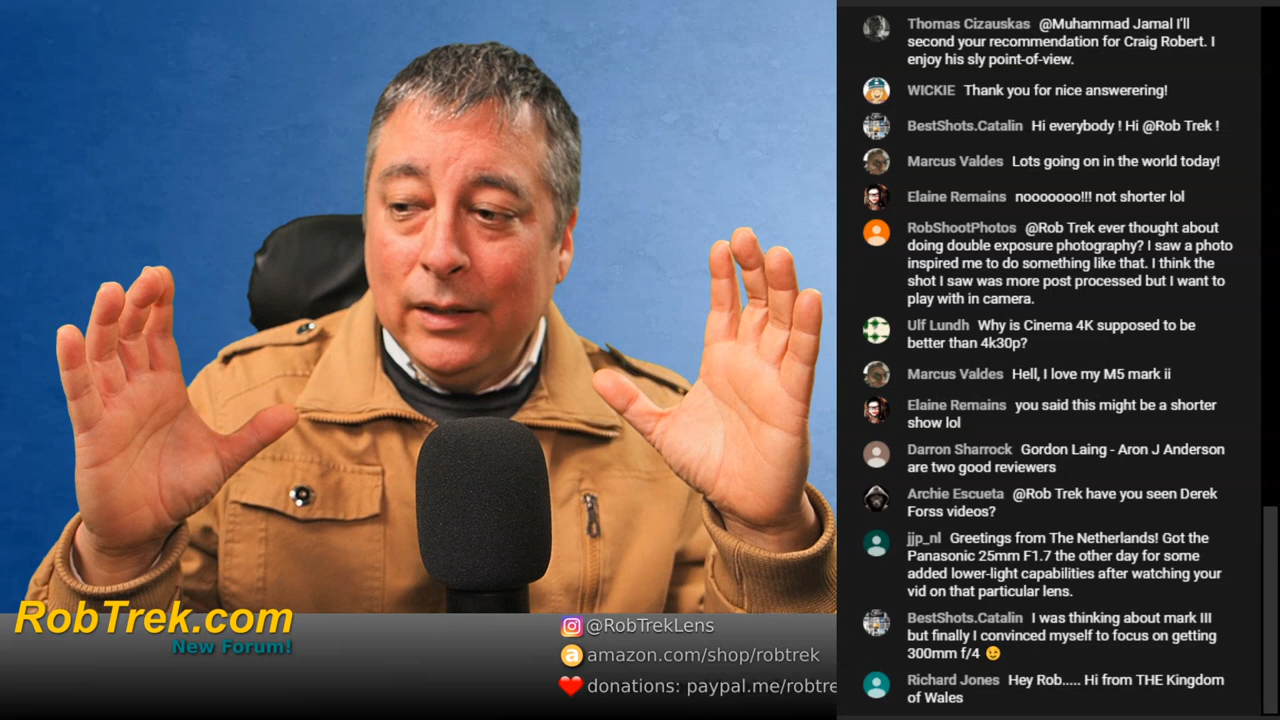 Thomas Cizauskas @Muhammad Jamal I'll
second your recommendation for Craig Robert. I
enjoy his sly point-of-view.
WICKIE Thank you for nice answerering!
BestShots.Catalin Hi everybody ! Hi @Rob Trek !
Marcus Valdes Lots going on in the world today!
Elaine Remains nooooooo!!! not shorter lol
RobShootPhotos @Rob Trek ever thought about
doing double exposure photography? I saw a photo
inspired me to do something like that. I think the
shot I saw was more post processed but I want to
play with in camera.
Ulf Lundh Why is Cinema 4K supposed to be
better than 4k30p?
Marcus Valdes Hell, I love my M5 mark ii
Elaine Remains you said this might be a shorter
show lol
Darron Sharrock Gordon Laing - Aron J Anderson
are two good reviewers
Archie Escueta @Rob Trek have you seen Derek
Forss videos?
jjp_nl Greetings from The Netherlands! Got the
Panasonic 25mm F1.7 the other day for some
added lower-light capabilities after watching your
vid on that particular lens.
BestShots.Catalin I was thinking about mark III
but finally I convinced myself to focus on getting
300mm f/4 😉
Richard Jones Hey Rob..... Hi from THE Kingdom
of Wales
RobTrek.com
New Forum!
@RobTrekLens
a amazon.com/shop/robtrek
donations: paypal.me/robtre